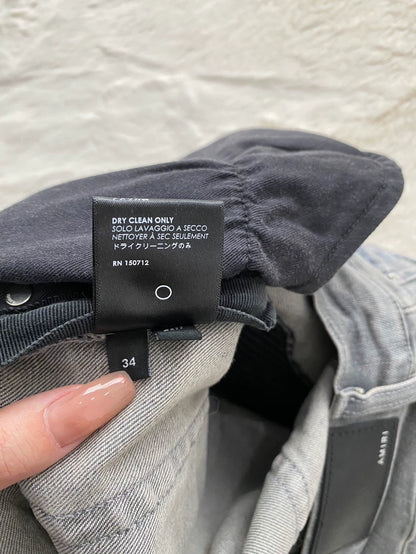 DRY CLEAN ONLY
SOLO LAVAGGIO A SECCO
NETTOYER À SEC SEULEMENT
ドライクリーニングのみ
RN 150712
34
AMIRI